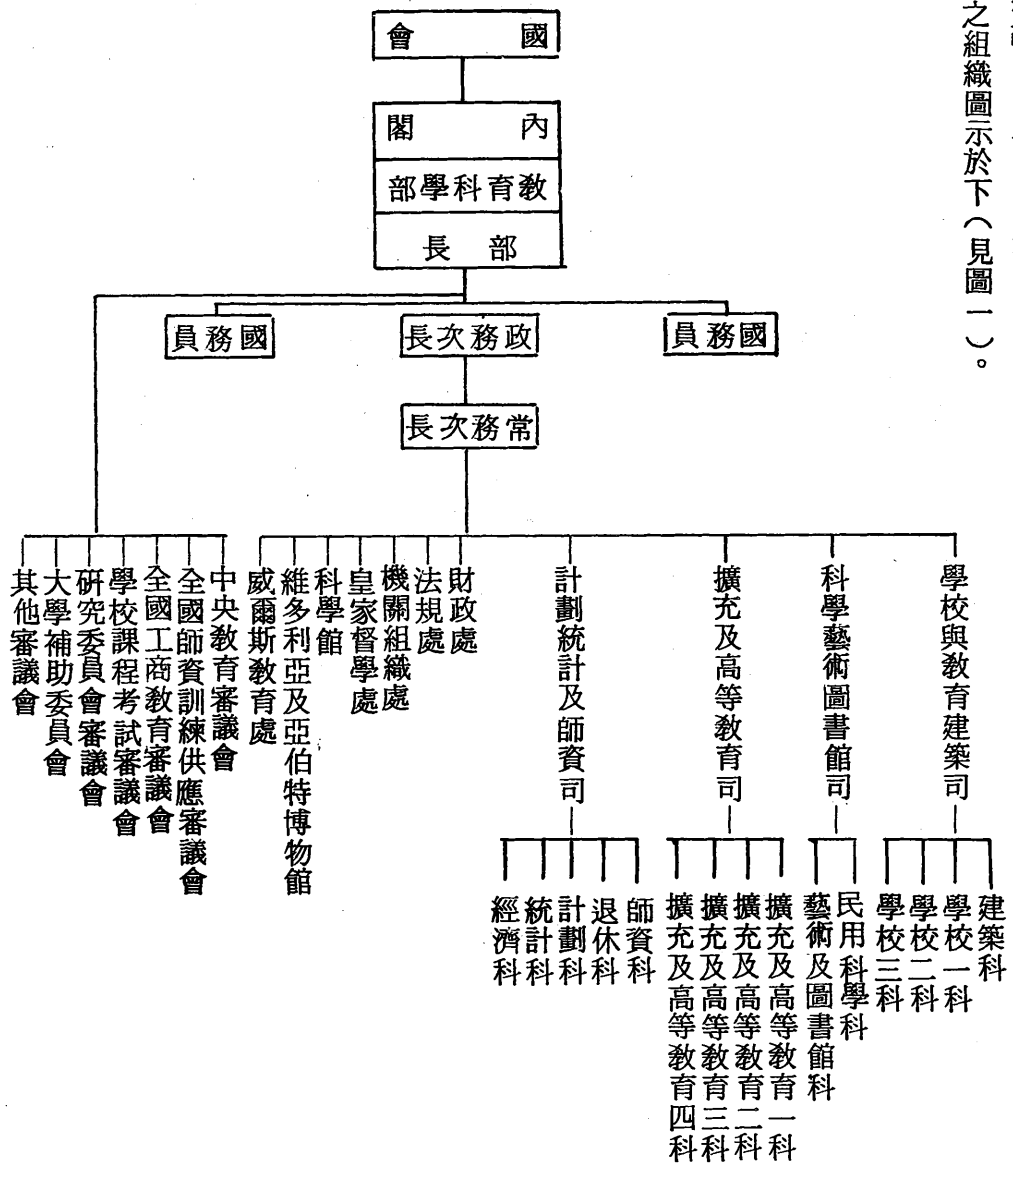 之組織圖示於下（見圖一）。
國會
內閣
教育科學部
部長
國務員
政務次長
國務員
常務次長
學校與教育建築司
科學藝術圖書館司
擴充及高等教育司
計劃統計及師資司
財政處
法規處
機關組織處
皇家督學處
科學館
維多利亞及亞伯特博物館
威爾斯教育處
中央教育審議會
全國師資訓練供應審議會
全國工商教育審議會
學校課程考試審議會
研究委員會審議會
大學補助委員會
其他審議會
建築科
學校一科
學校二科
學校三科
民用科學科
藝術及圖書館科
擴充及高等教育一科
擴充及高等教育二科
擴充及高等教育三科
擴充及高等教育四科
師資科
退休科
計劃科
統計科
經濟科